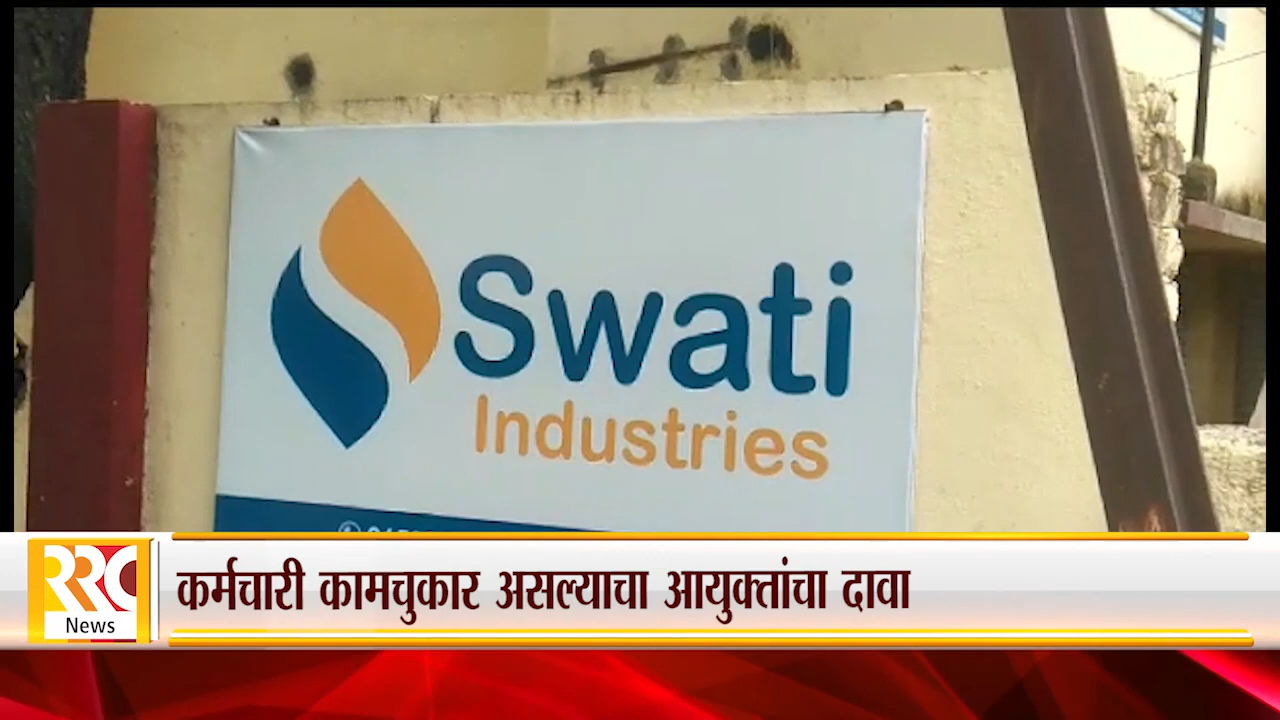 Swati
Industries
RRC
News
कर्मचारी कामचुकार असल्याचा आयुक्तांचा दावा